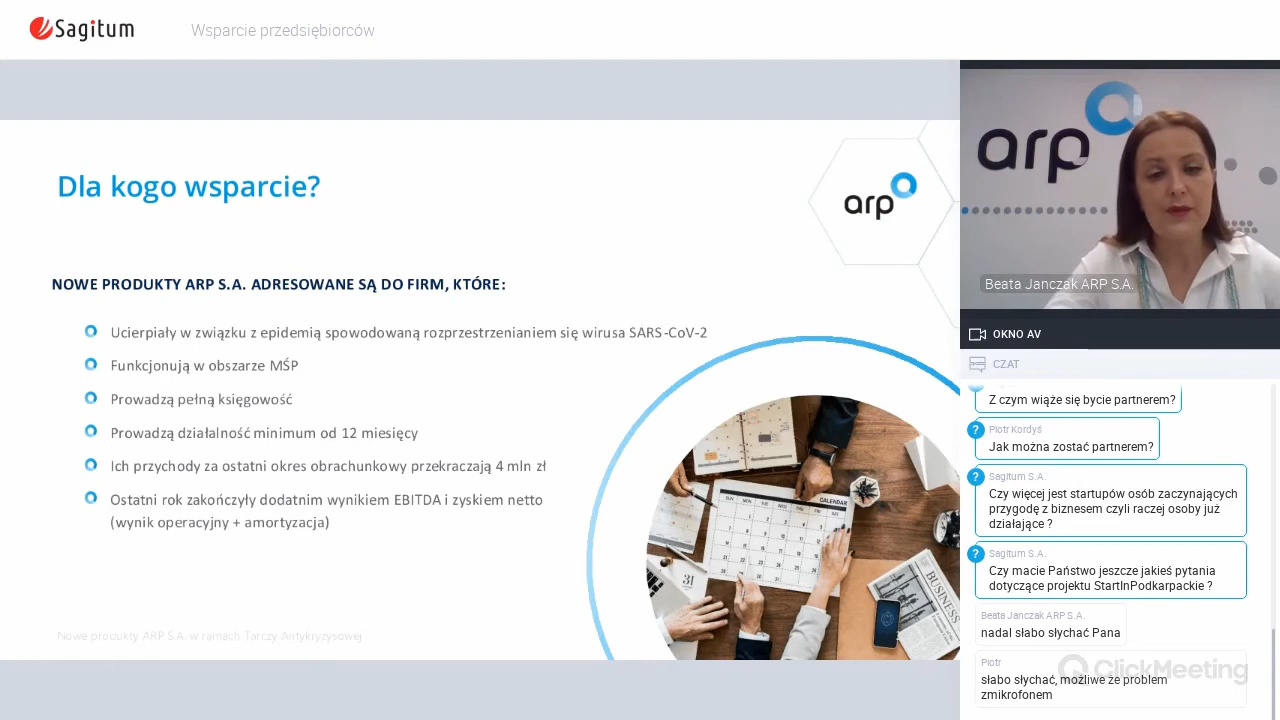 Sagitum
Wsparcie przedsiębiorców
Dla kogo wsparcie?
arp
NOWE PRODUKTY ARP S.A. ADRESOWANE SĄ DO FIRM, KTÓRE:
Ucierpiały w związku z epidemią spowodowaną rozprzestrzenianiem się wirusa SARS-CoV-2
Funkcjonują w obszarze MŚP
Prowadzą pełną księgowość
Prowadzą działalność minimum od 12 miesięcy
Ich przychody za ostatni okres obrachunkowy przekraczają 4 mln zł
Ostatni rok zakończyły dodatnim wynikiem EBITDA i zyskiem netto
(wynik operacyjny + amortyzacja)
CALENDAR
31
BUSINESS
Nowe produkty ARP S.A. w ramach Tarczy Antykryzysowej
arp
Beata Janczak ARP S.A.
OKNO AV
CZAT
Z czym wiąże się bycie partnerem?
?
Piotr Kordyś
Jak można zostać partnerem?
?
Sagitum S.A.
Czy więcej jest startupów osób zaczynających
przygodę z biznesem czyli raczej osoby już
działające ?
?
Sagitum S.A.
Czy macie Państwo jeszcze jakieś pytania
dotyczące projektu StartInPodkarpackie ?
Beata Janczak ARP S.A.
nadal słabo słychać Pana
Piotr
słabo słychać, możliwe że problem
zmikrofonem
ClickMeeting